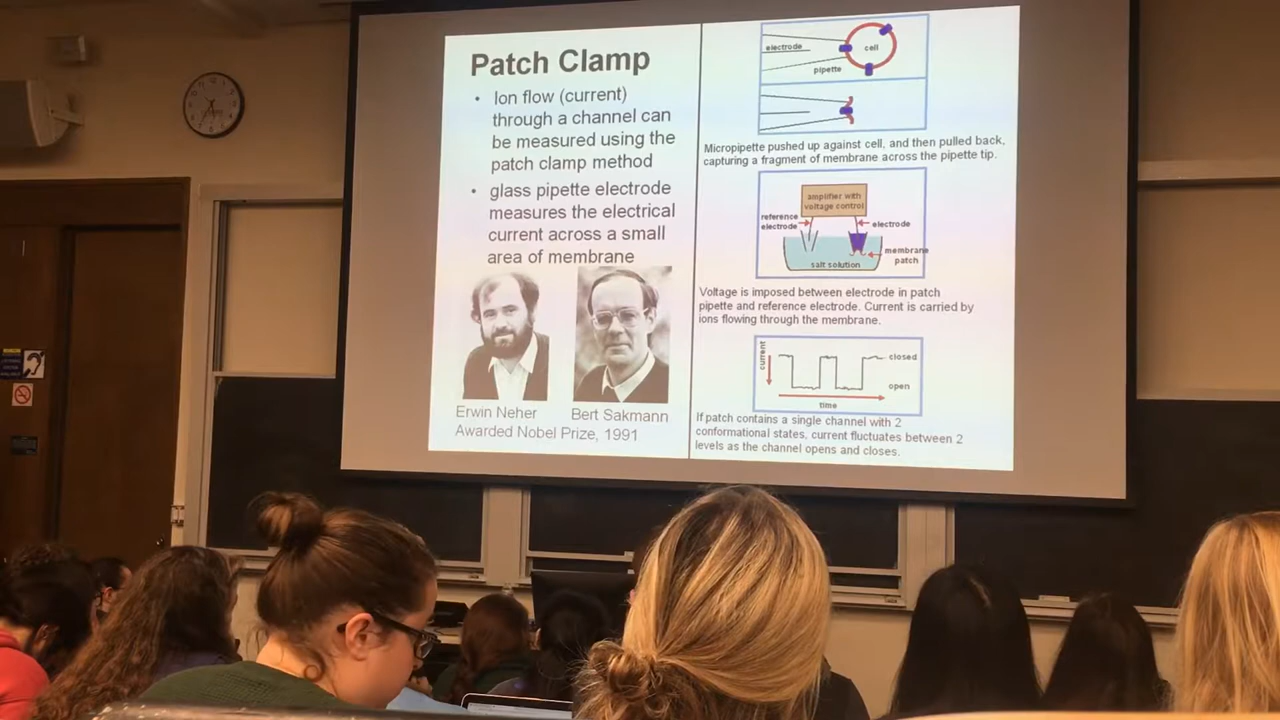 Patch Clamp
• Ion flow (current)
through a channel can
be measured using the
patch clamp method
• glass pipette electrode
measures the electrical
current across a small
area of membrane
Erwin Neher
Bert Sakmann
Awarded Nobel Prize, 1991
electrode
cell
pipette
Micropipette pushed up against cell, and then pulled back,
capturing a fragment of membrane across the pipette tip.
amplifier with
voltage control
reference
electrode
electrode
membrane
patch
salt solution
Voltage is imposed between electrode in patch
pipette and reference electrode. Current is carried by
ions flowing through the membrane.
current
closed
open
time
If patch contains a single channel with 2
conformational states, current fluctuates between 2
levels as the channel opens and closes.